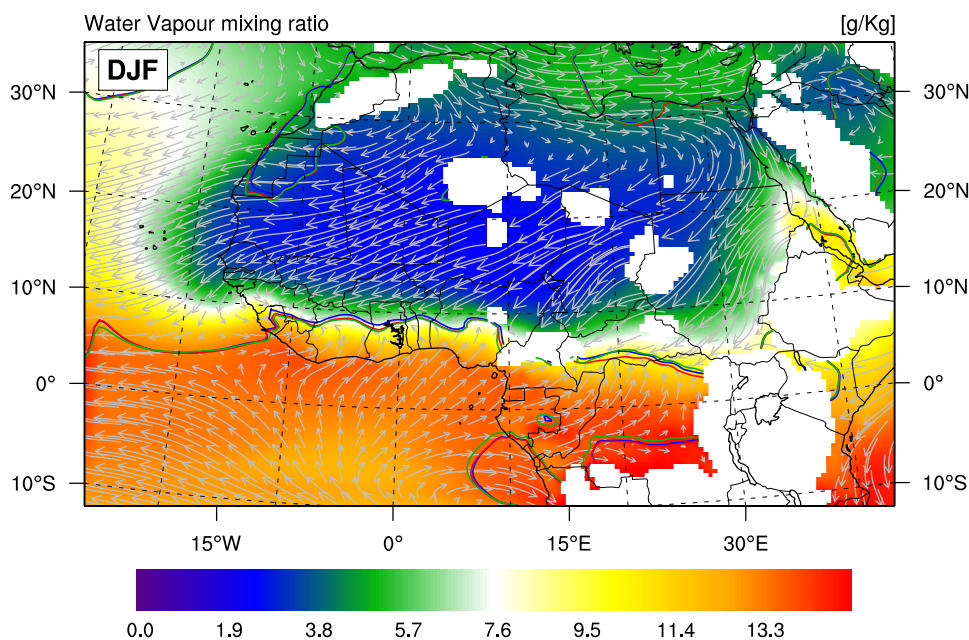 Water Vapour mixing ratio [g/Kg]
DJF
30°N 30°N
20°N 20°N
10°N 10°N
0° 0°
10°S 10°S
15°W 0° 15°E 30°E
0.0 1.9 3.8 5.7 7.6 9.5 11.4 13.3